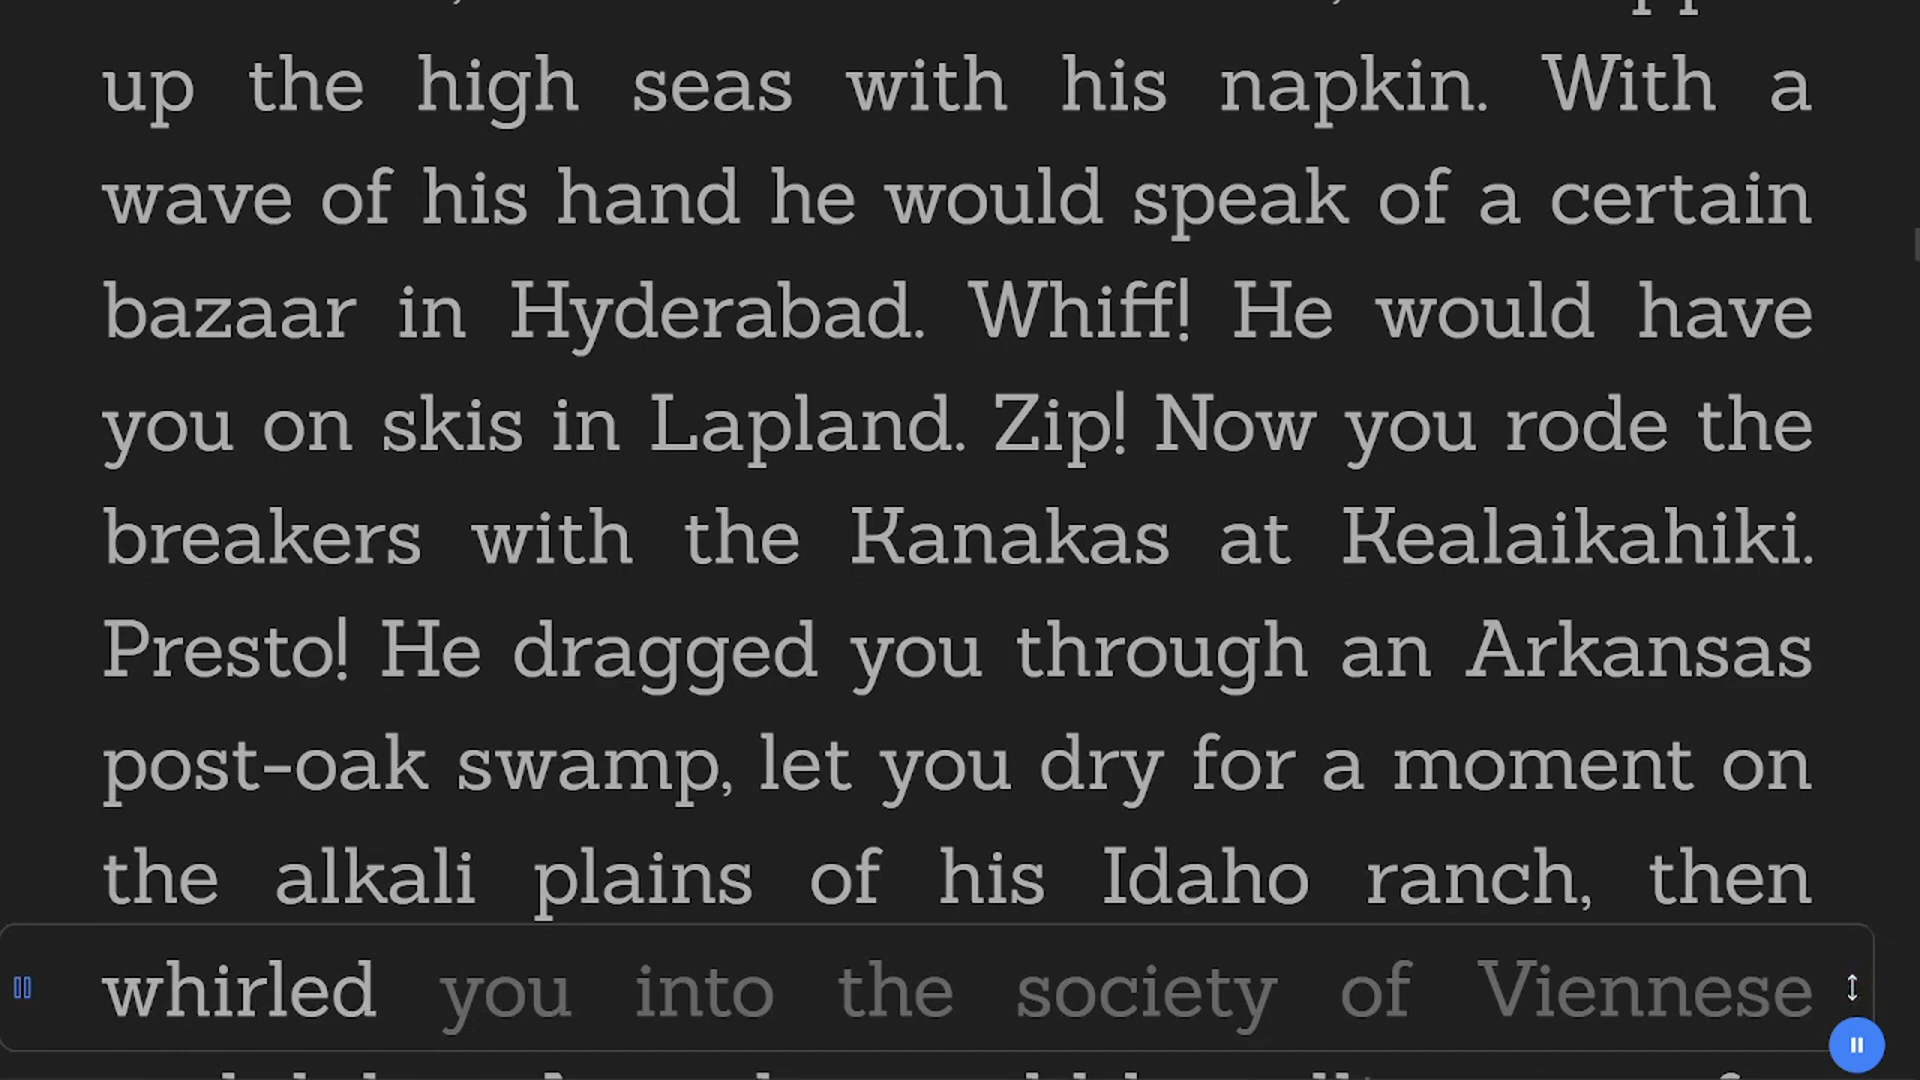 up the high seas with his napkin. With a
wave of his hand he would speak of a certain
bazaar in Hyderabad. Whiff! He would have
you on skis in Lapland. Zip! Now you rode the
breakers with the Kanakas at Kealaikahiki.
Presto! He dragged you through an Arkansas
post-oak swamp, let you dry for a moment on
the alkali plains of his Idaho ranch, then
whirled you into the society of Viennese